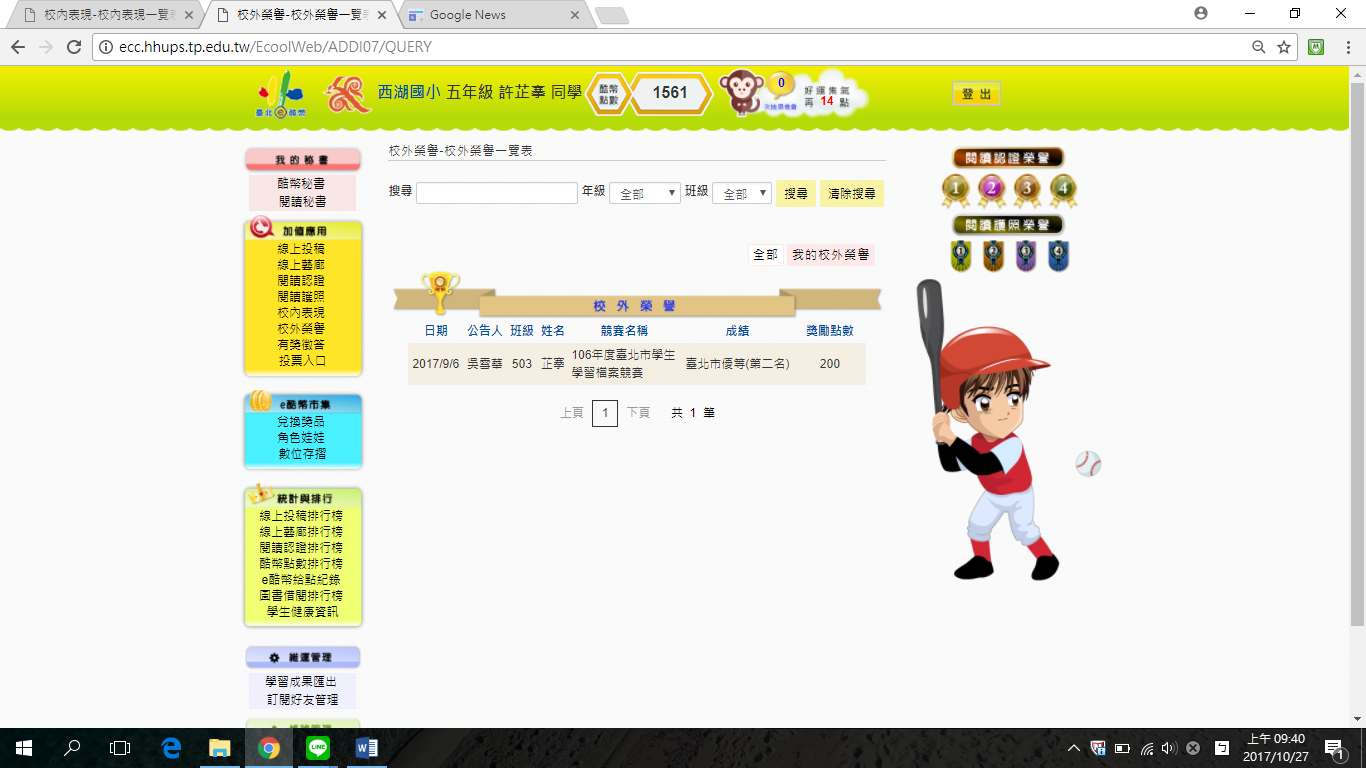 校內表現-校內表現一覽表
校外榮譽-校外榮譽一覽表
Google News
ecc.hhups.tp.edu.tw/EcoolWeb/ADDI07/QUERY
臺北e酷幣
西湖國小 五年級 許芷搴 同學
酷幣
點數
1561
0
好運集氣
再 14 點
登出
我的秘書
酷幣秘書
閱讀秘書
加值應用
線上投稿
線上藝廊
閱讀認證
閱讀護照
校內表現
校外榮譽
有獎徵答
投票入口
e酷幣市集
兌換獎品
角色娃娃
數位存摺
統計與排行
線上投稿排行榜
線上藝廊排行榜
閱讀認證排行榜
酷幣點數排行榜
e酷幣給點紀錄
圖書借閱排行榜
學生健康資訊
維運管理
學習成果匯出
訂閱好友管理
校外榮譽-校外榮譽一覽表
搜尋 年級 全部 班級 全部 搜尋 清除搜尋
全部 我的校外榮譽
校外榮譽
日期 公告人 班級 姓名 競賽名稱 成績 獎勵點數
2017/9/6 吳雪華 503 芷搴 106年度臺北市學生學習檔案競賽 臺北市優等(第二名) 200
上頁 1 下頁 共 1 筆
閱讀認證榮譽
1 2 3 4
閱讀護照榮譽
1 2 3 4
上午 09:40
2017/10/27
1